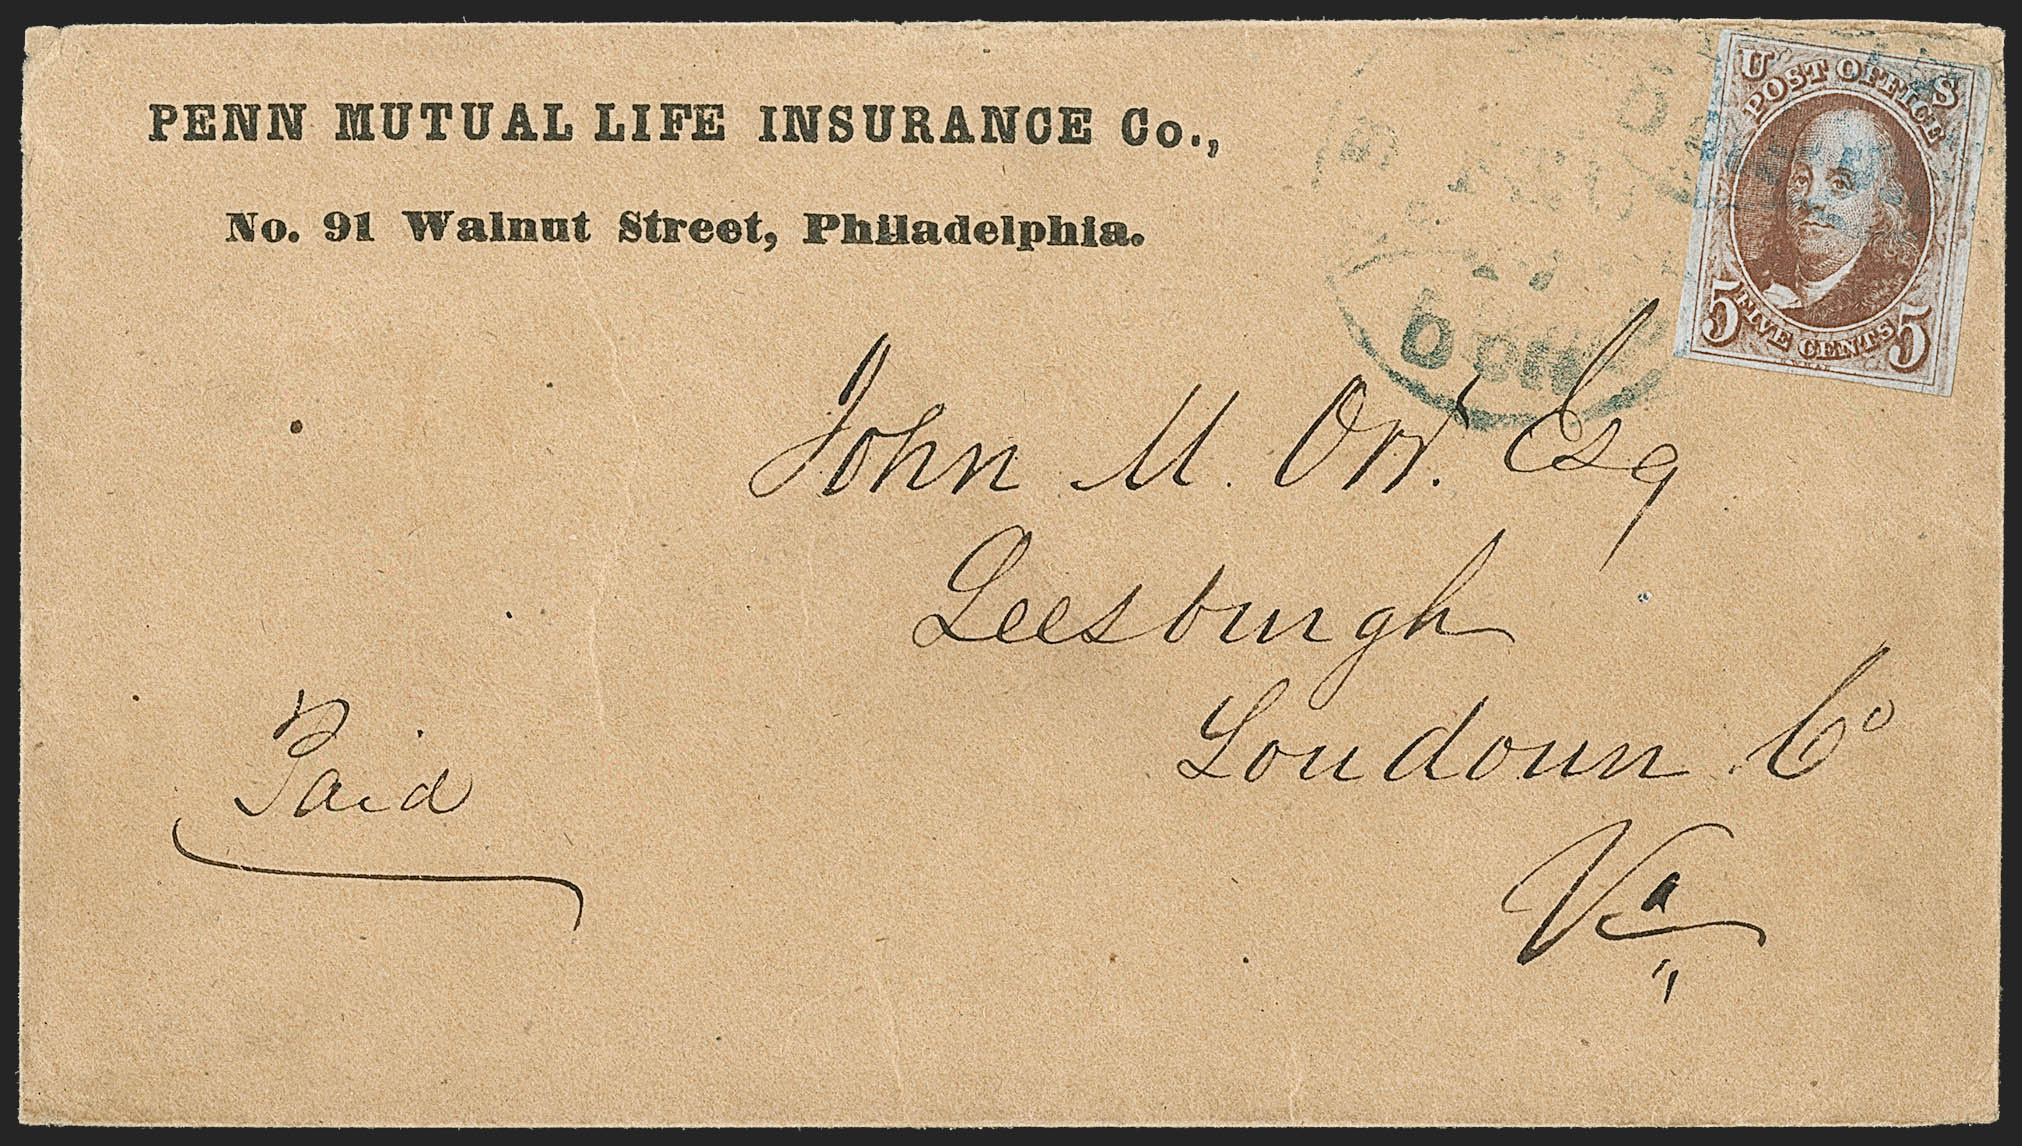 PENN MUTUAL LIFE INSURANCE Co.,
No. 91 Walnut Street, Philadelphia.
U S
POST OFFICE
5 FIVE CENTS 5
John M. Orr. Esq
Leesburgh
Loudoun Co
Va
Paid